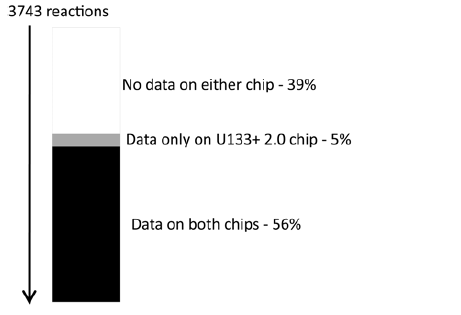 3743 reactions
No data on either chip - 39%
Data only on U133+ 2.0 chip - 5%
Data on both chips - 56%